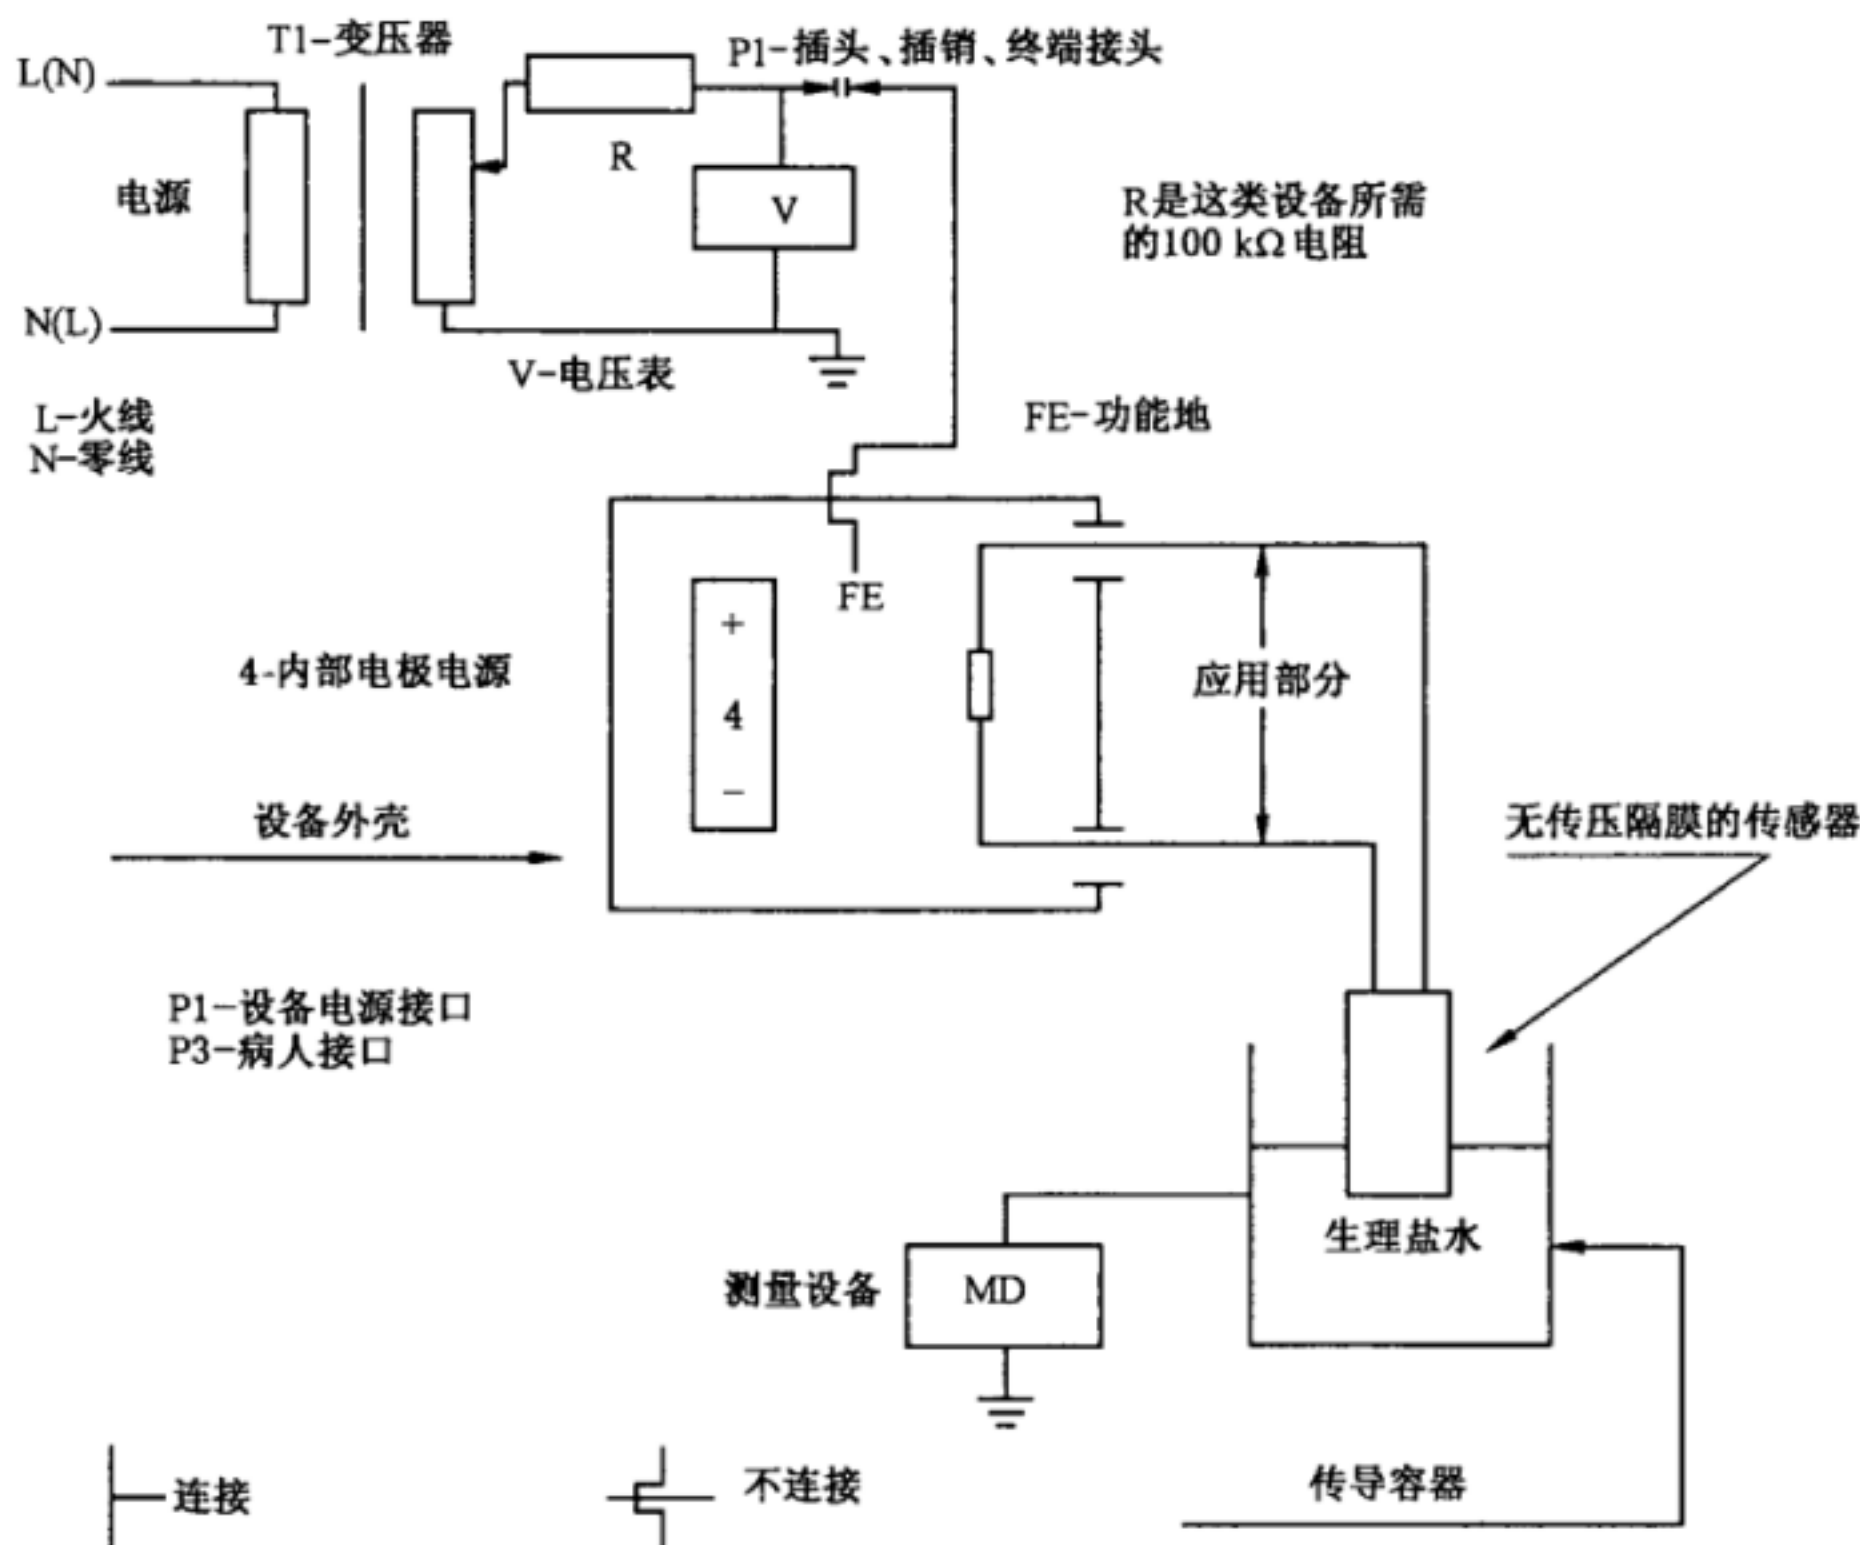 T1-变压器
P1-插头、插销、终端接头
L(N)
R
电源
V
R是这类设备所需
的100 kΩ 电阻
N(L)
V-电压表
L-火线
N-零线
FE-功能地
FE
+
4
−
4-内部电极电源
应用部分
设备外壳
无传压隔膜的传感器
P1-设备电源接口
P3-病人接口
生理盐水
测量设备
MD
连接
不连接
传导容器